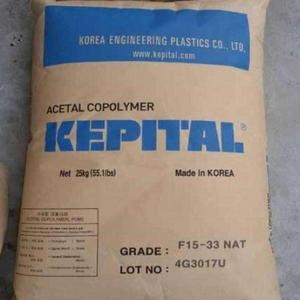 KOREA ENGINEERING PLASTICS CO., LTD.
www.kepital.com
ACETAL COPOLYMER
KEPITAL®
Net 25kg (55.1lbs)
Made in KOREA
ACETAL COPOLYMER, POM
GRADE : F15-33 NAT
LOT NO : 4G3017U